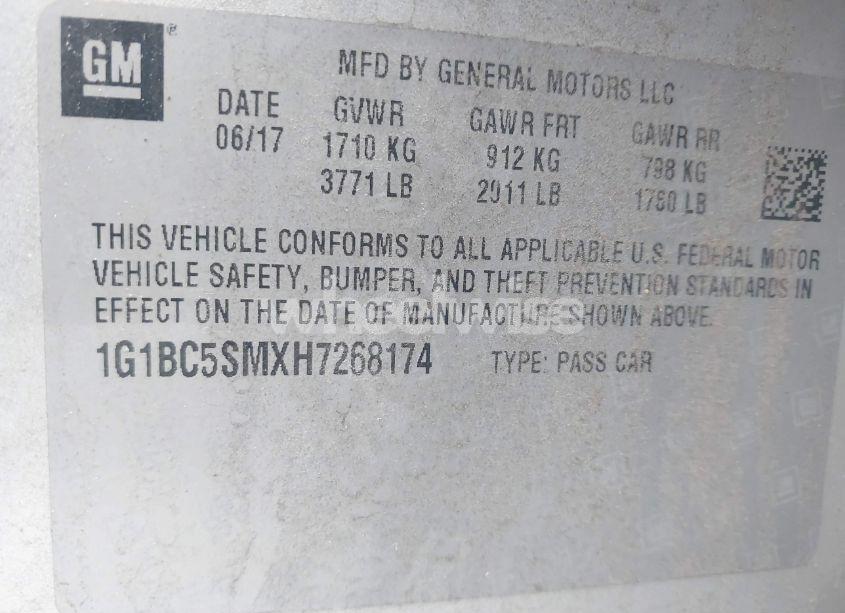 GM
MFD BY GENERAL MOTORS LLC
DATE GVWR GAWR FRT GAWR RR
06/17 1710 KG 912 KG 798 KG
3771 LB 2011 LB 1760 LB
THIS VEHICLE CONFORMS TO ALL APPLICABLE U.S. FEDERAL MOTOR
VEHICLE SAFETY, BUMPER, AND THEFT PREVENTION STANDARDS IN
EFFECT ON THE DATE OF MANUFACTURE SHOWN ABOVE.
1G1BC5SMXH7268174 TYPE: PASS CAR